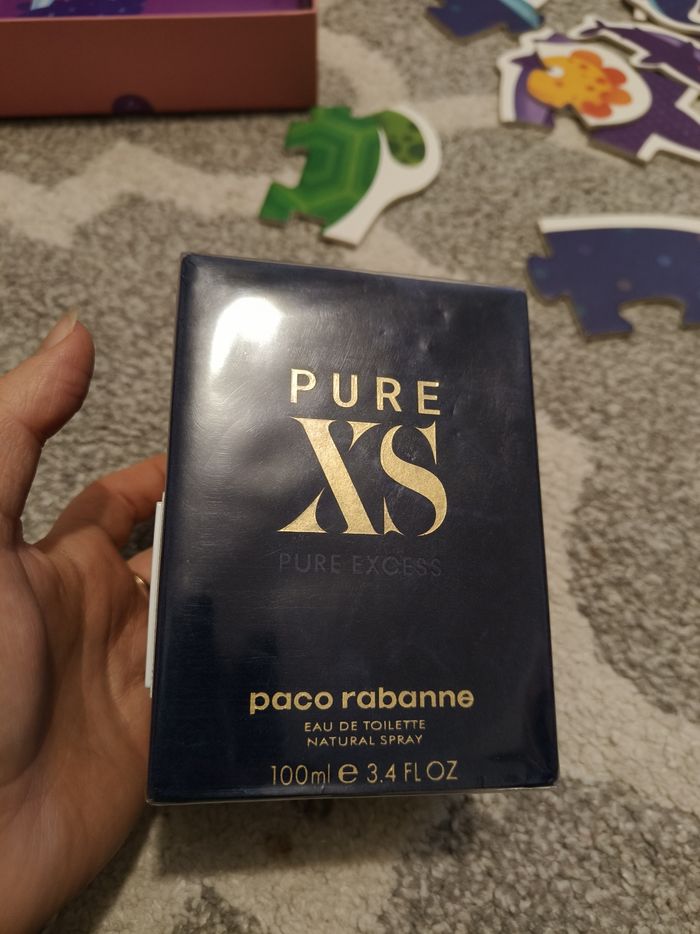 PURE
XS
PURE EXCESS
paco rabanne
EAU DE TOILETTE
NATURAL SPRAY
100ml e 3.4 FL OZ